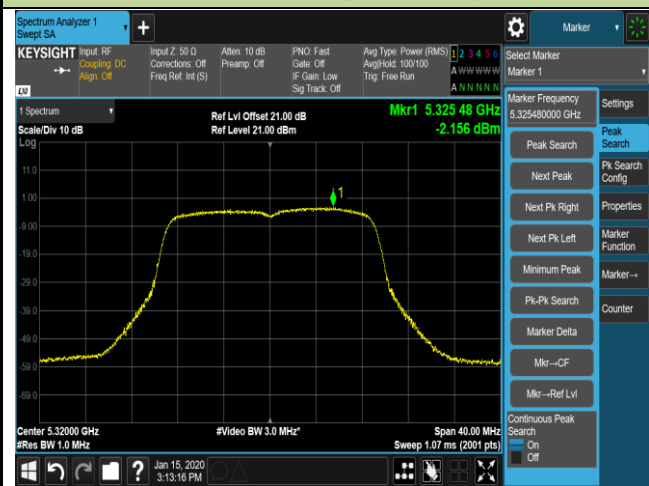 Spectrum Analyzer 1
Swept SA
+
Marker
KEYSIGHT
Input: RF
Coupling: DC
Align: Off
Input Z: 50 Ω
Corrections: Off
Freq Ref: Int (S)
Atten: 10 dB
Preamp: Off
PNO: Fast
Gate: Off
IF Gain: Low
Sig Track: Off
Avg Type: Power (RMS)
Avg|Hold: 100/100
Trig: Free Run
1 2 3 4 5 6
A W W W W W
A N N N N N
LXI
Select Marker
Marker 1
1 Spectrum
Scale/Div 10 dB
Log
Ref Lvl Offset 21.00 dB
Ref Level 21.00 dBm
Mkr1 5.325 48 GHz
-2.156 dBm
11.0
1.00
-9.00
-19.0
-29.0
-39.0
-49.0
-59.0
-69.0
1
Center 5.32000 GHz
#Res BW 1.0 MHz
#Video BW 3.0 MHz*
Span 40.00 MHz
Sweep 1.07 ms (2001 pts)
Marker Frequency
5.325480000 GHz
Peak Search
Next Peak
Next Pk Right
Next Pk Left
Minimum Peak
Pk-Pk Search
Marker Delta
Mkr→CF
Mkr→Ref Lvl
Continuous Peak
Search
On
Off
Settings
Peak
Search
Pk Search
Config
Properties
Marker
Function
Marker→
Counter
?
Jan 15, 2020
3:13:16 PM